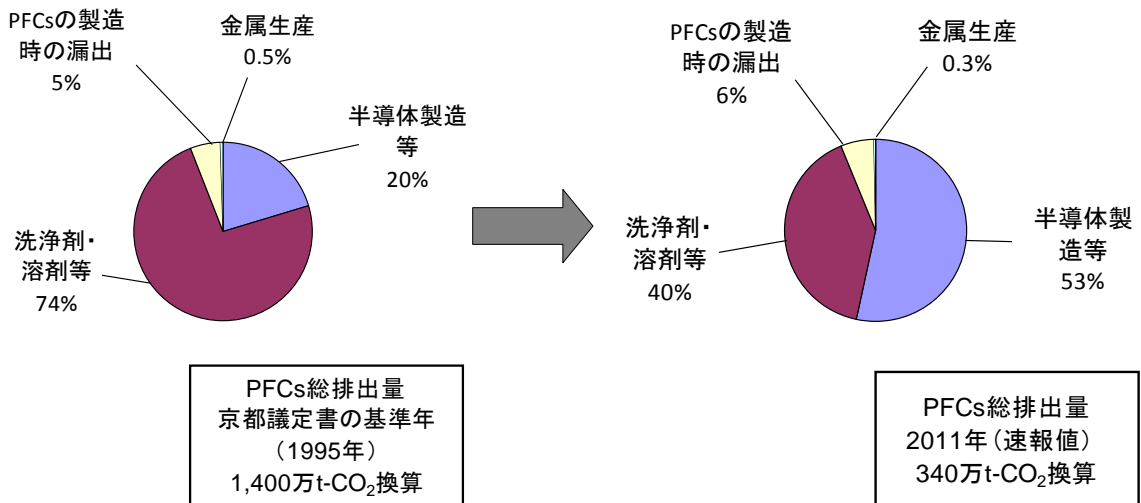 PFCsの製造
時の漏出
5%
金属生産
0.5%
半導体製造
等
20%
洗浄剤・
溶剤等
74%
PFCs総排出量
京都議定書の基準年
（1995年）
1,400万t-CO₂換算
PFCsの製造
時の漏出
6%
金属生産
0.3%
半導体製
造等
53%
洗浄剤・
溶剤等
40%
PFCs総排出量
2011年（速報値）
340万t-CO₂換算